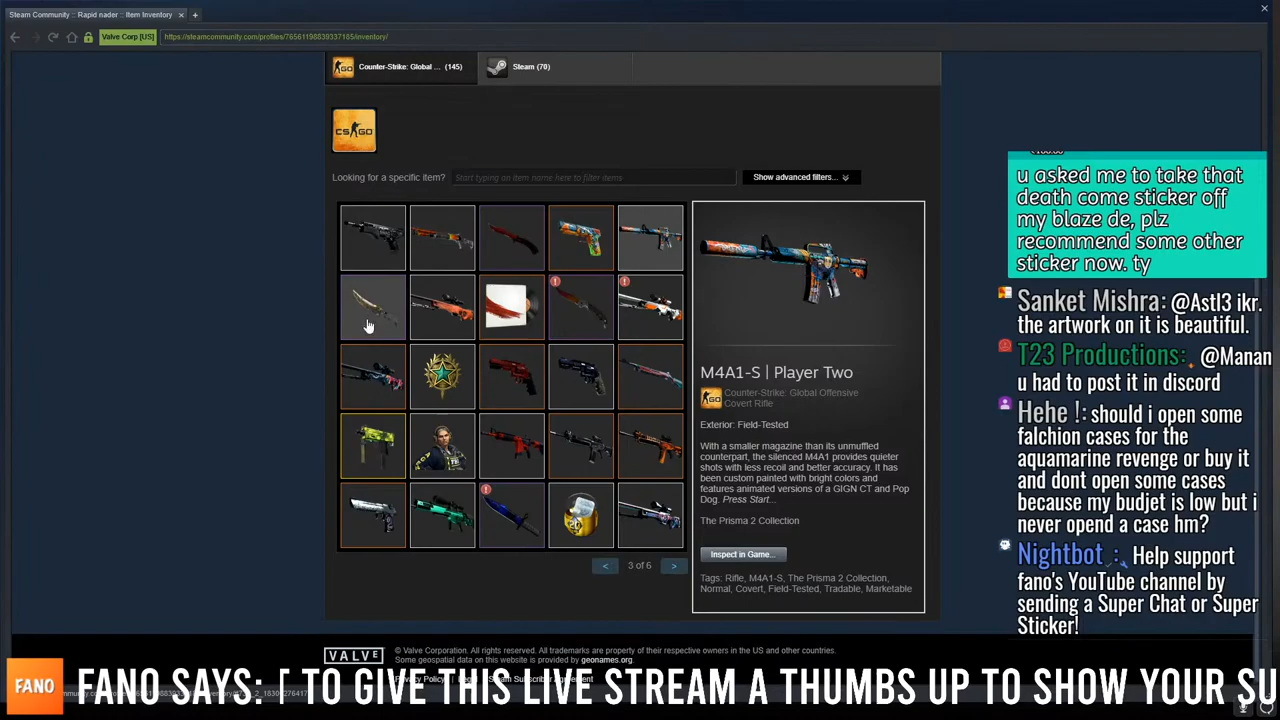 Steam Community :: Rapid nader :: Item Inventory
Valve Corp [US]
https://steamcommunity.com/profiles/76561198839337185/inventory/
Counter-Strike: Global ... (145)
Steam (70)
CS GO
Looking for a specific item?
Start typing an item name here to filter items
Show advanced filters...
M4A1-S | Player Two
Counter-Strike: Global Offensive
Covert Rifle
Exterior: Field-Tested
With a smaller magazine than its unmuffled
counterpart, the silenced M4A1 provides quieter
shots with less recoil and better accuracy. It has
been custom painted with bright colors and
features animated versions of a GIGN CT and Pop
Dog. Press Start...
The Prisma 2 Collection
Inspect in Game...
Tags: Rifle, M4A1-S, The Prisma 2 Collection,
Normal, Covert, Field-Tested, Tradable, Marketable
< 3 of 6 >
VALVE
© Valve Corporation. All rights reserved. All trademarks are property of their respective owners in the US and other countries.
Some geospatial data on this website is provided by geonames.org.
u asked me to take that
death come sticker off
my blaze de, plz
recommend some other
sticker now. ty
Sanket Mishra: @Astl3 ikr.
the artwork on it is beautiful.
T23 Productions: @Manan
u had to post it in discord
Hehe !: should i open some
falchion cases for the
aquamarine revenge or buy it
and dont open some cases
because my budjet is low but i
never opend a case hm?
Nightbot : Help support
fano's YouTube channel by
sending a Super Chat or Super
Sticker!
FANO
FANO SAYS: TO GIVE THIS LIVE STREAM A THUMBS UP TO SHOW YOUR SU